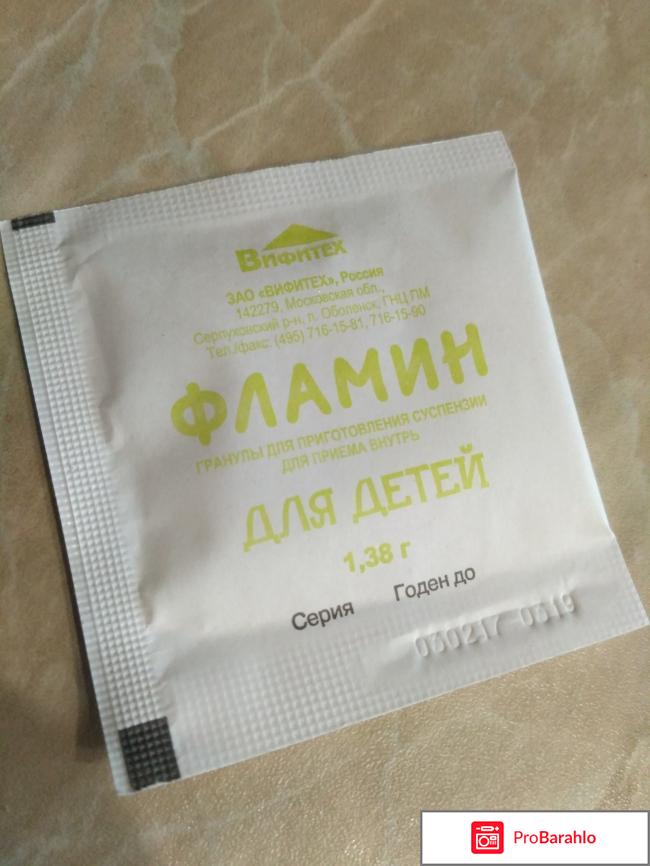 ВИФИТЕХ
ЗАО «ВИФИТЕХ», Россия
142279, Московская обл.,
Серпуховский р-н, п. Оболенск, ГНЦ ПМ
Тел./факс: (495) 716-15-81, 716-15-90
ФЛАМИН
ГРАНУЛЫ ДЛЯ ПРИГОТОВЛЕНИЯ СУСПЕНЗИИ
ДЛЯ ПРИЕМА ВНУТРЬ
ДЛЯ ДЕТЕЙ
1,38 г
Серия Годен до
030217 0319
ProBarahlo